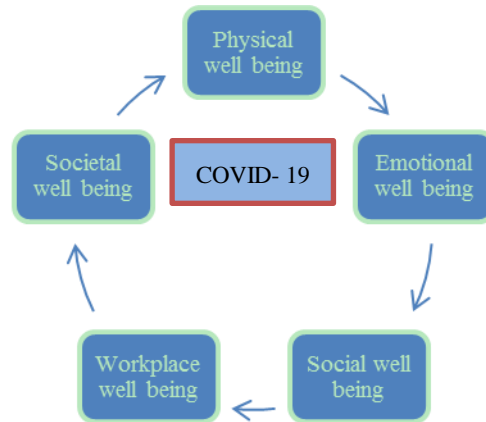 Physical
well being
Societal
well being
COVID- 19
Emotional
well being
Workplace
well being
Social well
being